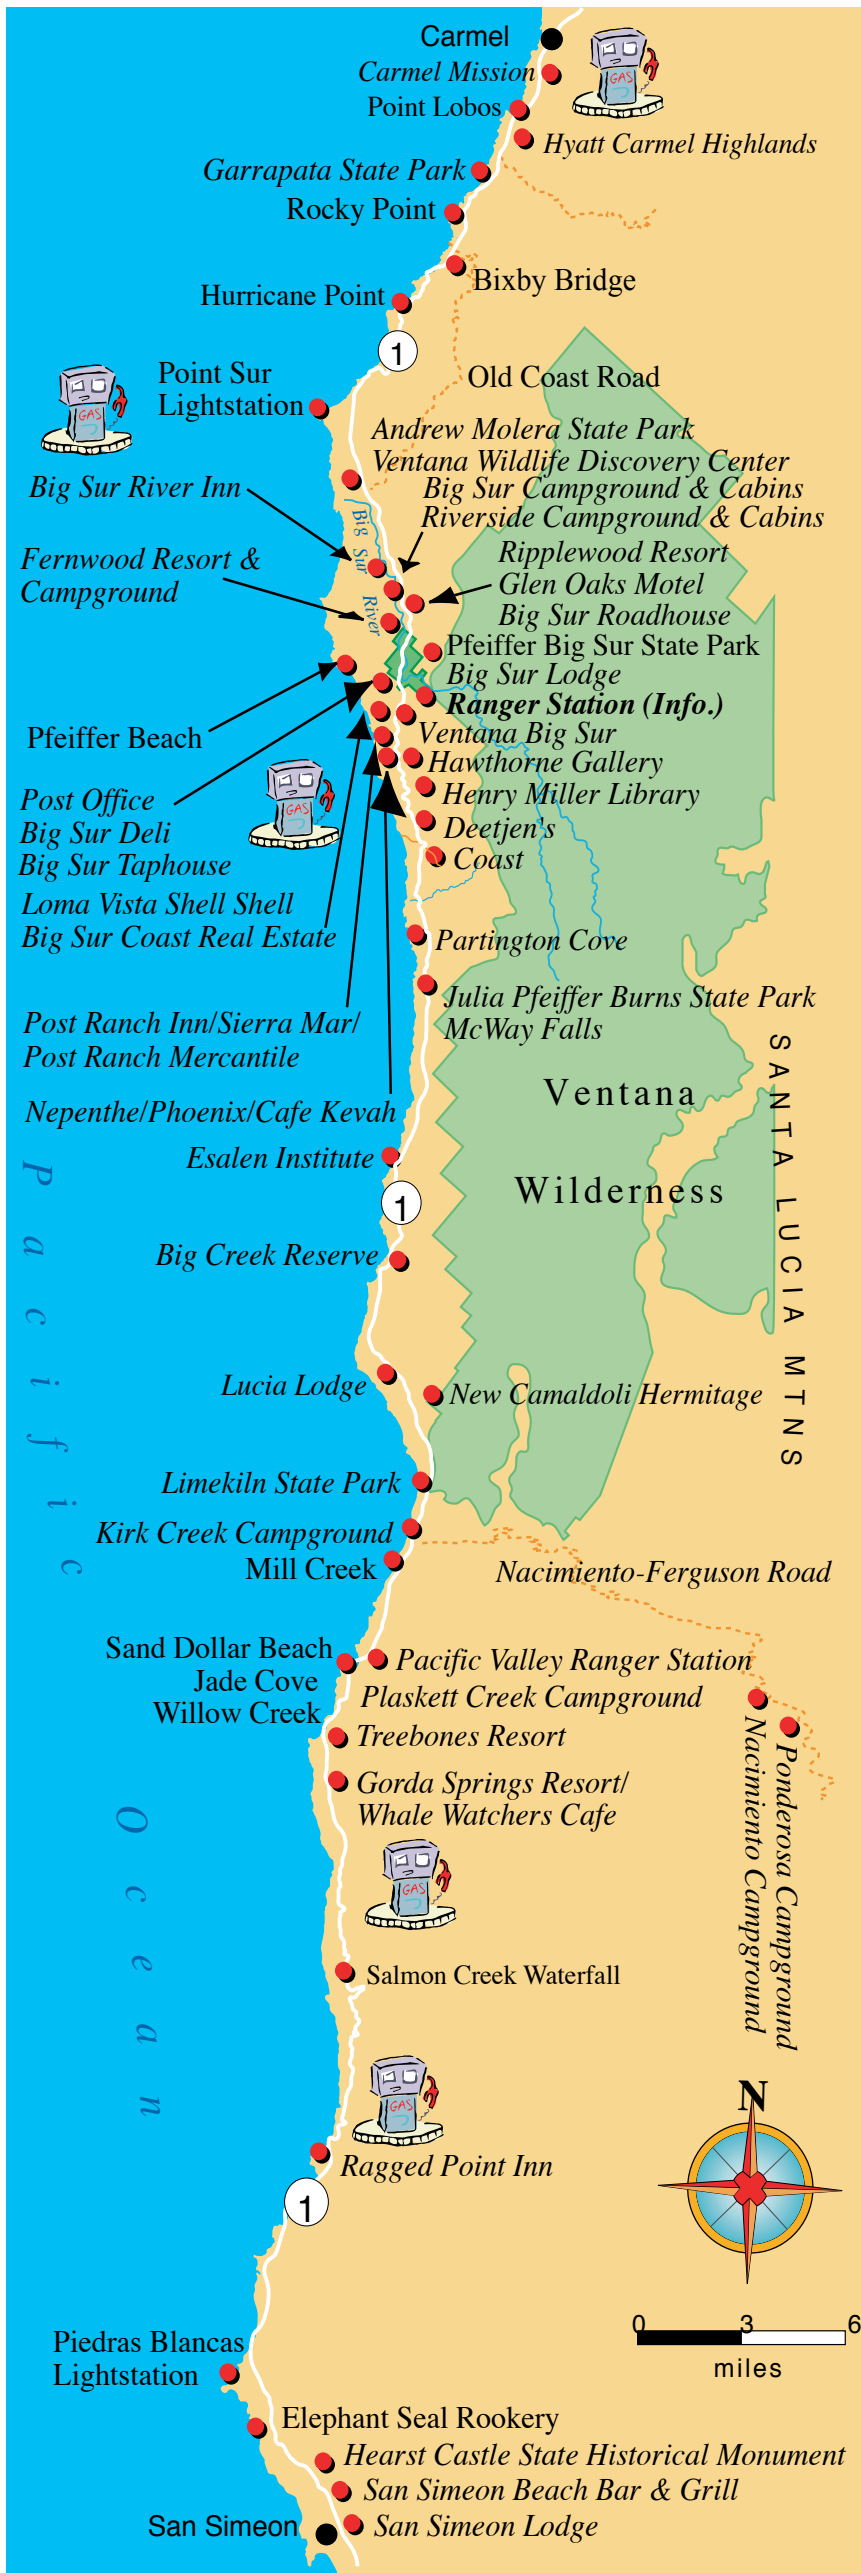 Carmel
Carmel Mission
GAS
Point Lobos
Hyatt Carmel Highlands
Garrapata State Park
Rocky Point
Bixby Bridge
Hurricane Point
1
Old Coast Road
Point Sur
Lightstation
GAS
Andrew Molera State Park
Ventana Wildlife Discovery Center
Big Sur Campground & Cabins
Riverside Campground & Cabins
Big Sur River Inn
Big Sur River
Fernwood Resort &
Campground
Ripplewood Resort
Glen Oaks Motel
Big Sur Roadhouse
Pfeiffer Big Sur State Park
Big Sur Lodge
Ranger Station (Info.)
Pfeiffer Beach
Ventana Big Sur
Hawthorne Gallery
Henry Miller Library
Deetjen's
Coast
GAS
Post Office
Big Sur Deli
Big Sur Taphouse
Loma Vista Shell Shell
Big Sur Coast Real Estate
Partington Cove
Julia Pfeiffer Burns State Park
McWay Falls
Post Ranch Inn/Sierra Mar/
Post Ranch Mercantile
Nepenthe/Phoenix/Cafe Kevah
Ventana
Wilderness
SANTA LUCIA MTNS
Esalen Institute
1
Pacific
Big Creek Reserve
Lucia Lodge
New Camaldoli Hermitage
Limekiln State Park
Kirk Creek Campground
Mill Creek
Nacimiento-Ferguson Road
Sand Dollar Beach
Jade Cove
Willow Creek
Pacific Valley Ranger Station
Plaskett Creek Campground
Treebones Resort
Gorda Springs Resort/
Whale Watchers Cafe
Ponderosa Campground
Nacimiento Campground
Ocean
GAS
Salmon Creek Waterfall
GAS
Ragged Point Inn
1
N
0 3 6
miles
Piedras Blancas
Lightstation
Elephant Seal Rookery
Hearst Castle State Historical Monument
San Simeon Beach Bar & Grill
San Simeon
San Simeon Lodge